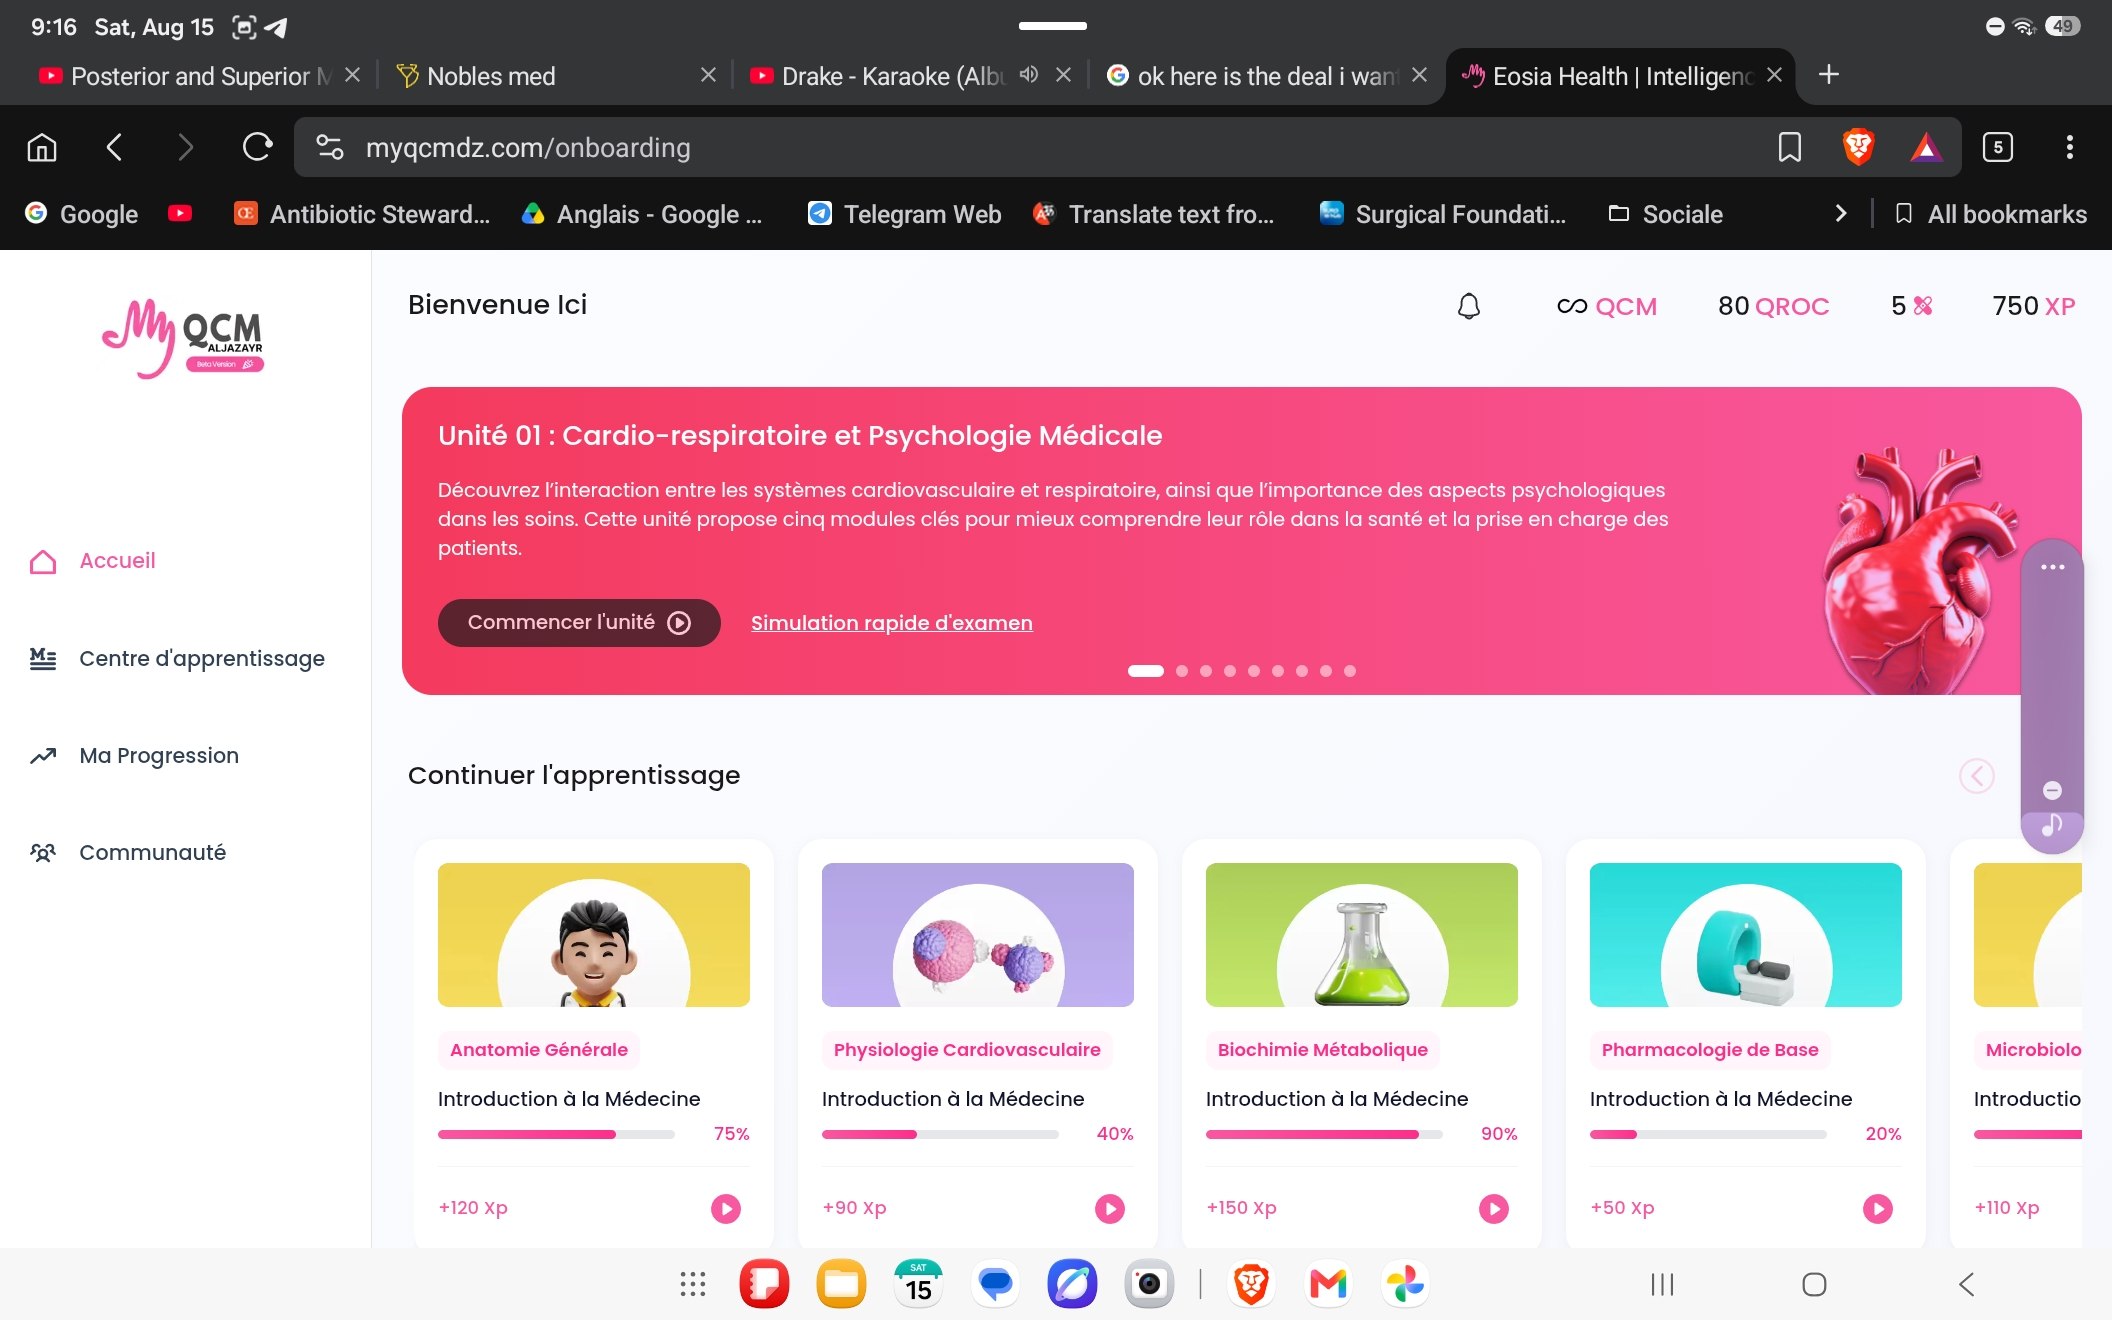 9:16 Sat, Aug 15
49
Posterior and Superior M
Nobles med
Drake - Karaoke (Albu
ok here is the deal i wan
Eosia Health | Intelligenc
myqcmdz.com/onboarding
5
Google
Antibiotic Steward...
Anglais - Google ...
Telegram Web
Translate text fro...
Surgical Foundati...
Sociale
All bookmarks
My QCM
ALJAZAYR
Beta Version
Bienvenue Ici
QCM
80 QROC
5
750 XP
Accueil
Centre d'apprentissage
Ma Progression
Communauté
Unité 01 : Cardio-respiratoire et Psychologie Médicale
Découvrez l'interaction entre les systèmes cardiovasculaire et respiratoire, ainsi que l'importance des aspects psychologiques
dans les soins. Cette unité propose cinq modules clés pour mieux comprendre leur rôle dans la santé et la prise en charge des
patients.
Commencer l'unité
Simulation rapide d'examen
Continuer l'apprentissage
Anatomie Générale
Introduction à la Médecine
75%
+120 Xp
Physiologie Cardiovasculaire
Introduction à la Médecine
40%
+90 Xp
Biochimie Métabolique
Introduction à la Médecine
90%
+150 Xp
Pharmacologie de Base
Introduction à la Médecine
20%
+50 Xp
Microbiolo
Introductio
+110 Xp
SAT
15